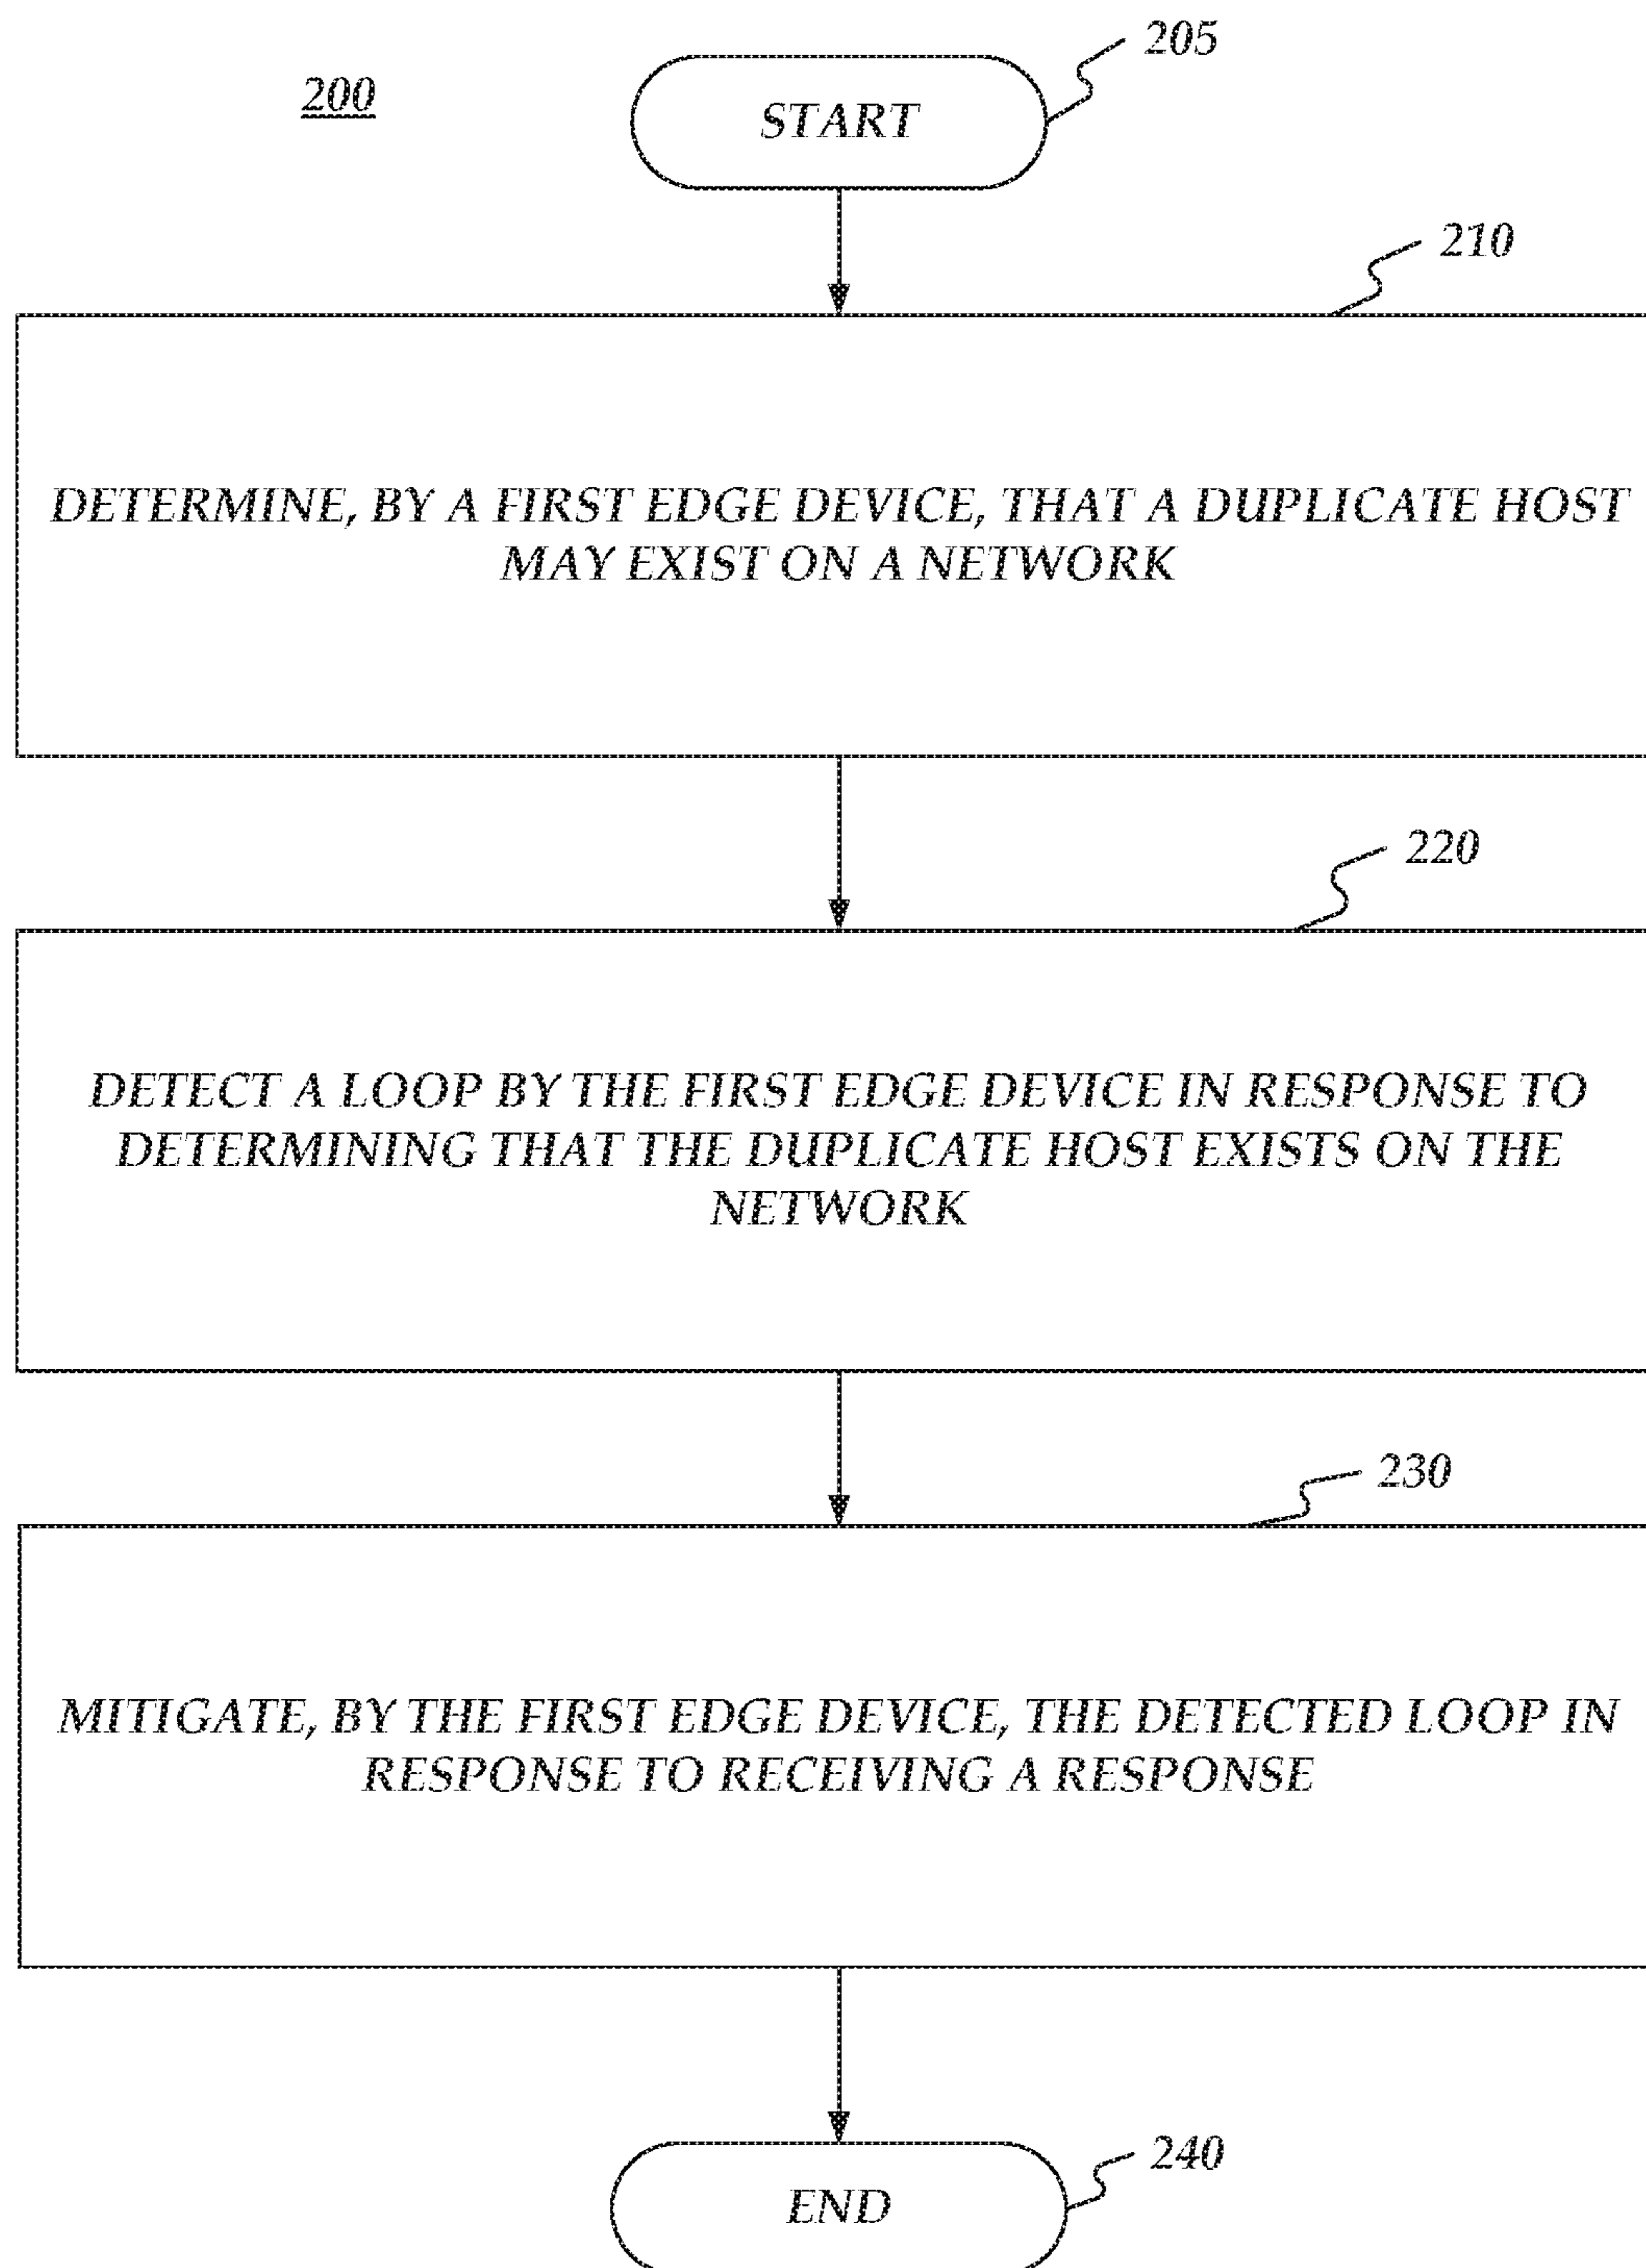 205
200
START
210
DETERMINE, BY A FIRST EDGE DEVICE, THAT A DUPLICATE HOST
MAY EXIST ON A NETWORK
220
DETECT A LOOP BY THE FIRST EDGE DEVICE IN RESPONSE TO
DETERMINING THAT THE DUPLICATE HOST EXISTS ON THE
NETWORK
230
MITIGATE, BY THE FIRST EDGE DEVICE, THE DETECTED LOOP IN
RESPONSE TO RECEIVING A RESPONSE
240
END